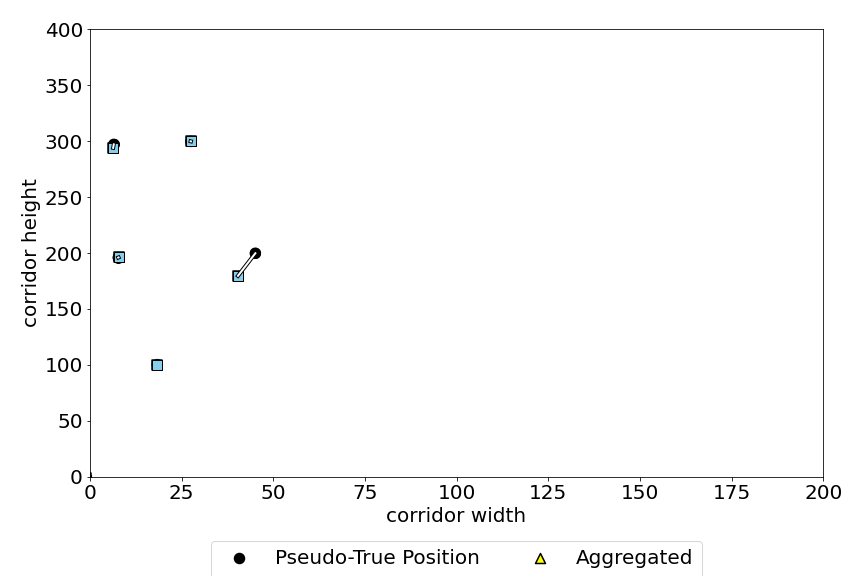 400
350
300
250
200
150
100
50
0
corridor height
0 25 50 75 100 125 150 175 200
corridor width
Pseudo-True Position Aggregated